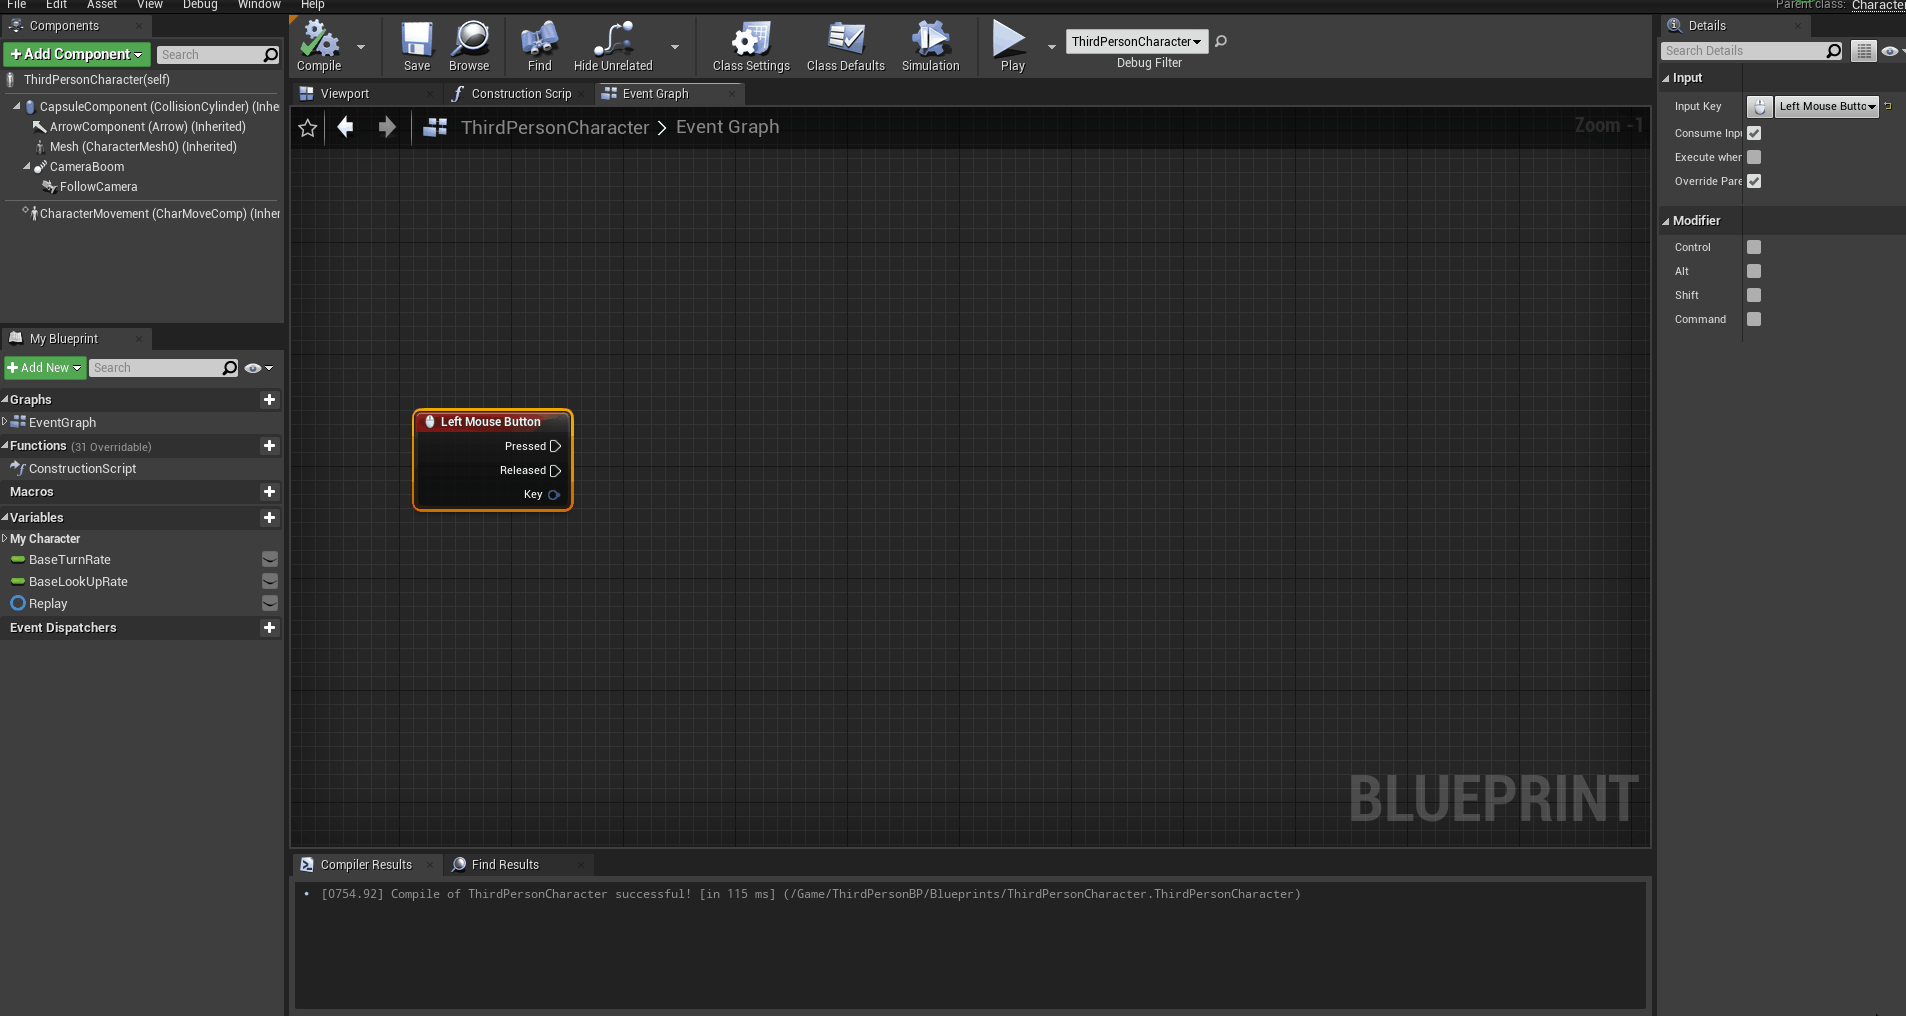 File Edit Asset View Debug Window Help
Parent class: Character
Components
Add Component
Search
ThirdPersonCharacter(self)
CapsuleComponent (CollisionCylinder) (Inhe
ArrowComponent (Arrow) (Inherited)
Mesh (CharacterMesh0) (Inherited)
CameraBoom
FollowCamera
CharacterMovement (CharMoveComp) (Inher
My Blueprint
Add New
Search
Graphs
EventGraph
Functions (31 Overridable)
ConstructionScript
Macros
Variables
My Character
BaseTurnRate
BaseLookUpRate
Replay
Event Dispatchers
Compile
Save
Browse
Find
Hide Unrelated
Class Settings
Class Defaults
Simulation
Play
ThirdPersonCharacter
Debug Filter
Viewport
Construction Scrip
Event Graph
ThirdPersonCharacter > Event Graph
Zoom -1
Left Mouse Button
Pressed
Released
Key
BLUEPRINT
Compiler Results
Find Results
[0754.92] Compile of ThirdPersonCharacter successful! [in 115 ms] (/Game/ThirdPersonBP/Blueprints/ThirdPersonCharacter.ThirdPersonCharacter)
Details
Search Details
Input
Input Key
Left Mouse Butto
Consume Inpu
Execute when
Override Pare
Modifier
Control
Alt
Shift
Command